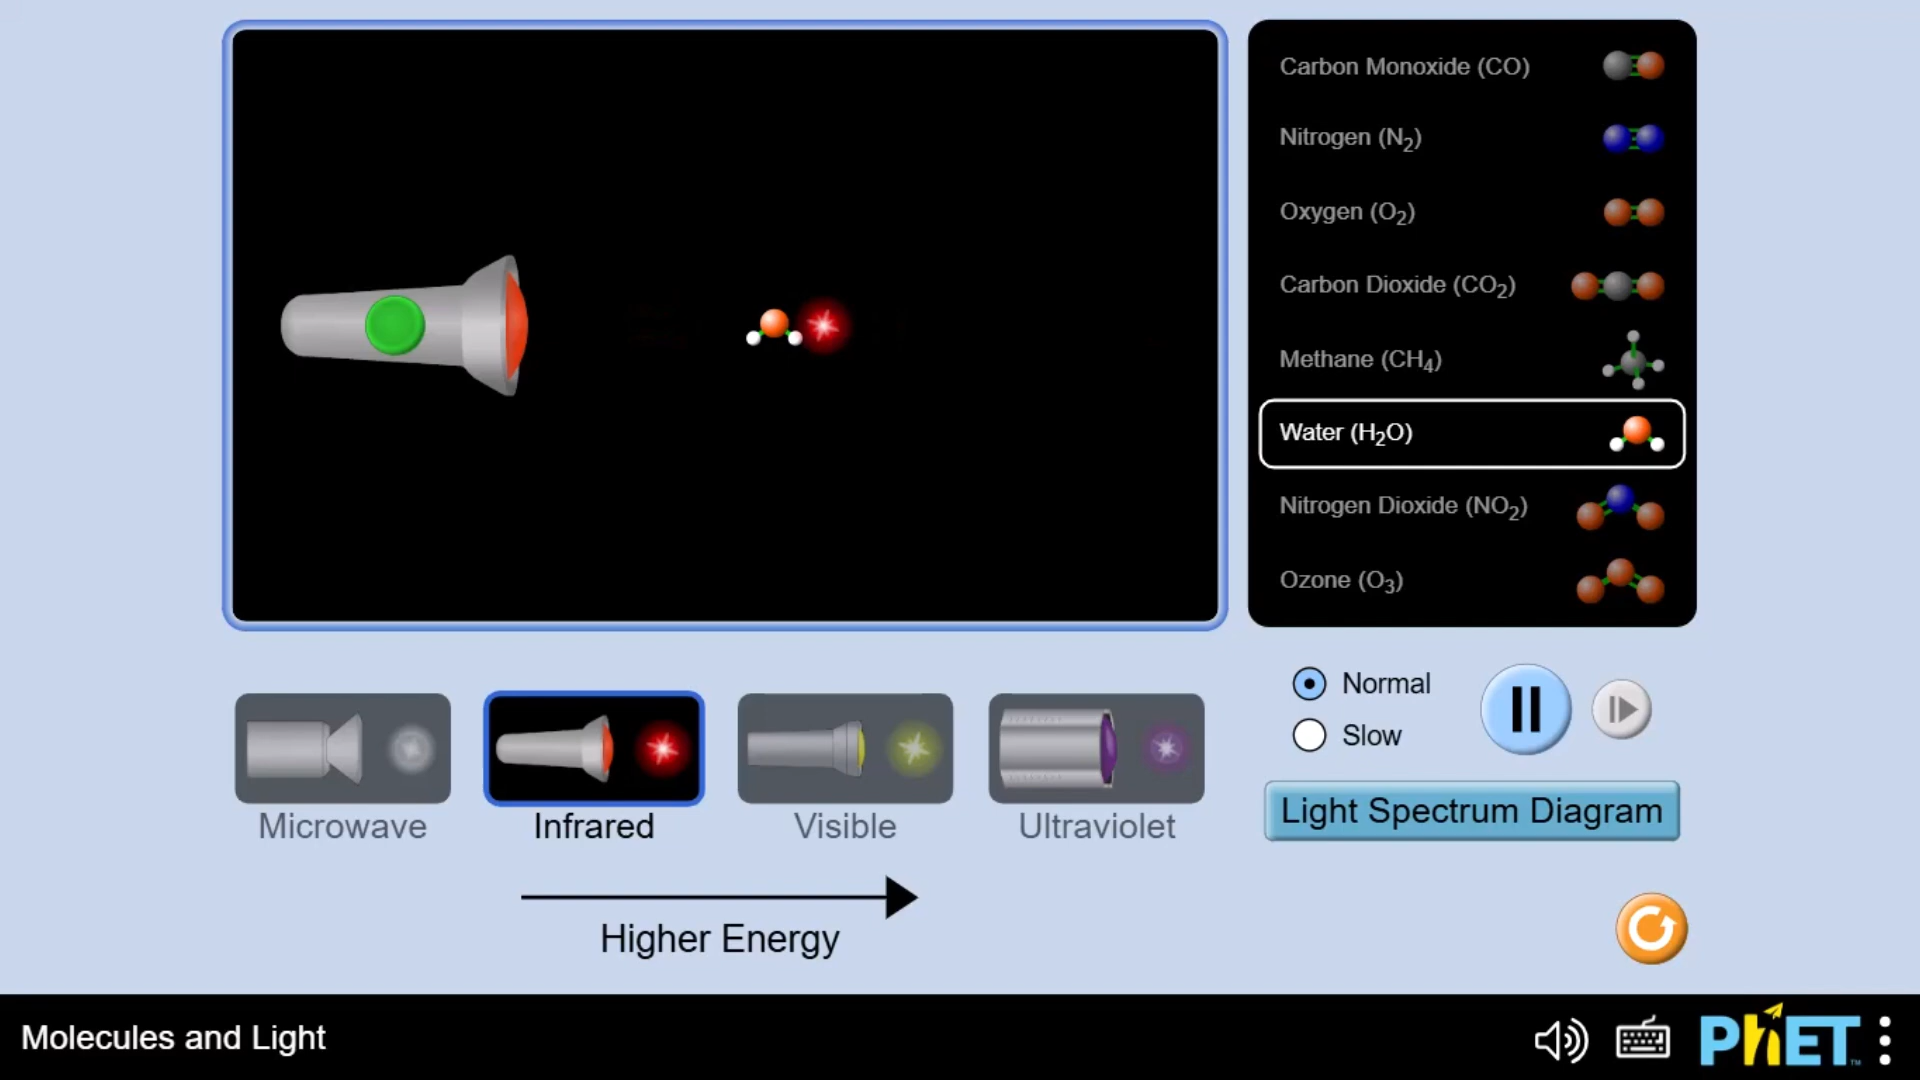 Carbon Monoxide (CO)
Nitrogen (N₂)
Oxygen (O₂)
Carbon Dioxide (CO₂)
Methane (CH₄)
Water (H₂O)
Nitrogen Dioxide (NO₂)
Ozone (O₃)
Normal
Slow
Microwave
Infrared
Visible
Ultraviolet
Light Spectrum Diagram
Higher Energy
Molecules and Light
PhET™